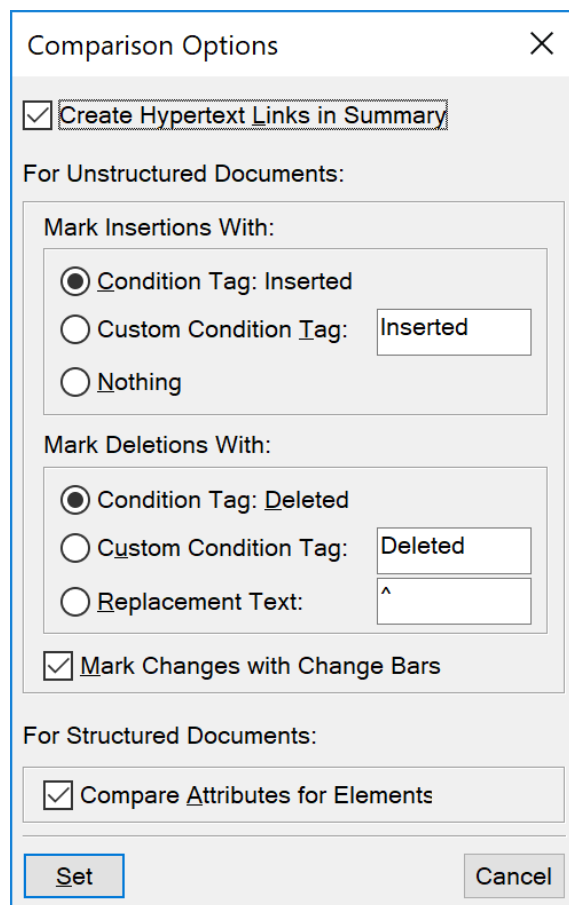 Comparison Options
Create Hypertext Links in Summary
For Unstructured Documents:
Mark Insertions With:
Condition Tag: Inserted
Custom Condition Tag: Inserted
Nothing
Mark Deletions With:
Condition Tag: Deleted
Custom Condition Tag: Deleted
Replacement Text: ^
Mark Changes with Change Bars
For Structured Documents:
Compare Attributes for Elements
Set Cancel